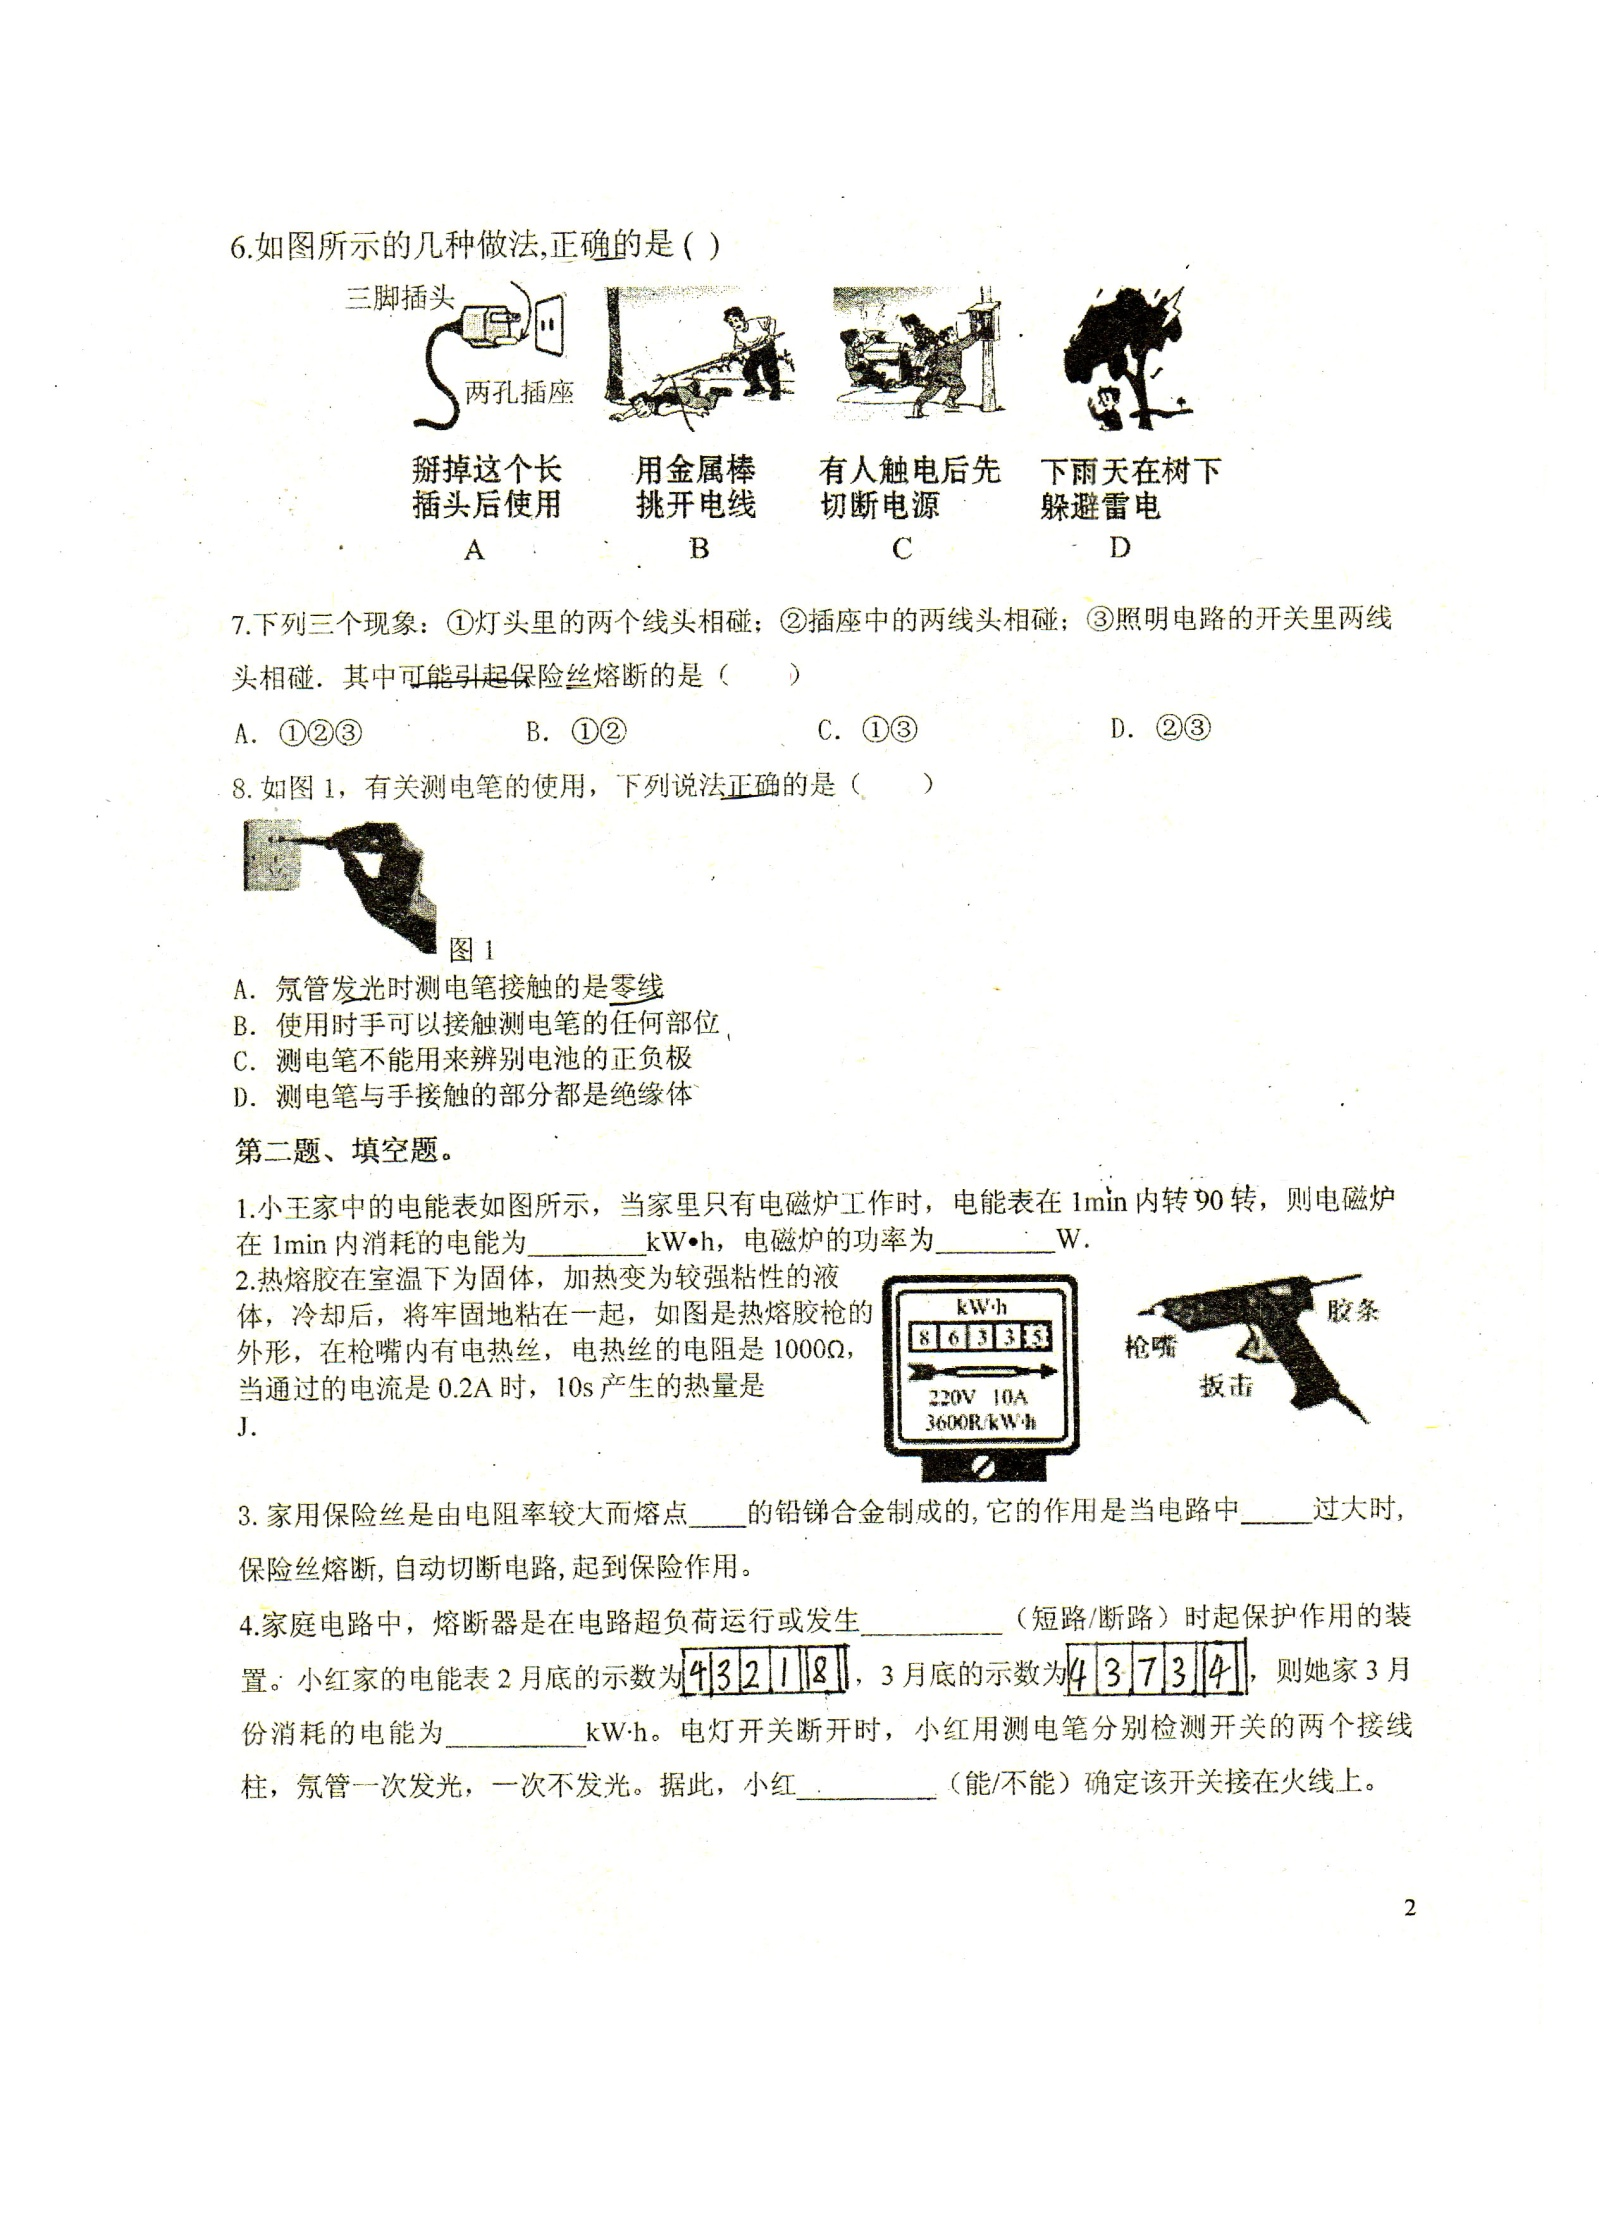 6.如图所示的几种做法,正确的是 ( )
三脚插头
两孔插座
掰掉这个长
插头后使用
A
用金属棒
挑开电线
B
有人触电后先
切断电源
C
下雨天在树下
躲避雷电
D
7.下列三个现象：①灯头里的两个线头相碰；②插座中的两线头相碰；③照明电路的开关里两线
头相碰．其中可能引起保险丝熔断的是（　　）
A．①②③ B．①② C．①③ D．②③
8. 如图 1，有关测电笔的使用，下列说法正确的是（　　）
图 1
A．氖管发光时测电笔接触的是零线
B．使用时手可以接触测电笔的任何部位
C．测电笔不能用来辨别电池的正负极
D．测电笔与手接触的部分都是绝缘体
第二题、填空题。
1.小王家中的电能表如图所示，当家里只有电磁炉工作时，电能表在 1min 内转 90 转，则电磁炉
在 1min 内消耗的电能为________kW•h，电磁炉的功率为________W．
2.热熔胶在室温下为固体，加热变为较强粘性的液
体，冷却后，将牢固地粘在一起，如图是热熔胶枪的
外形，在枪嘴内有电热丝，电热丝的电阻是 1000Ω，
当通过的电流是 0.2A 时，10s 产生的热量是
J．
kW·h
8 6 3 3 5
220V 10A
3600R/kW·h
胶条
枪嘴
扳击
3. 家用保险丝是由电阻率较大而熔点____的铅锑合金制成的, 它的作用是当电路中_____过大时,
保险丝熔断, 自动切断电路, 起到保险作用。
4.家庭电路中，熔断器是在电路超负荷运行或发生__________（短路/断路）时起保护作用的装
置。小红家的电能表 2 月底的示数为 4 3 2 1 8 ，3 月底的示数为 4 3 7 3 4 ，则她家 3 月
份消耗的电能为__________kW·h。电灯开关断开时，小红用测电笔分别检测开关的两个接线
柱，氖管一次发光，一次不发光。据此，小红__________（能/不能）确定该开关接在火线上。
2